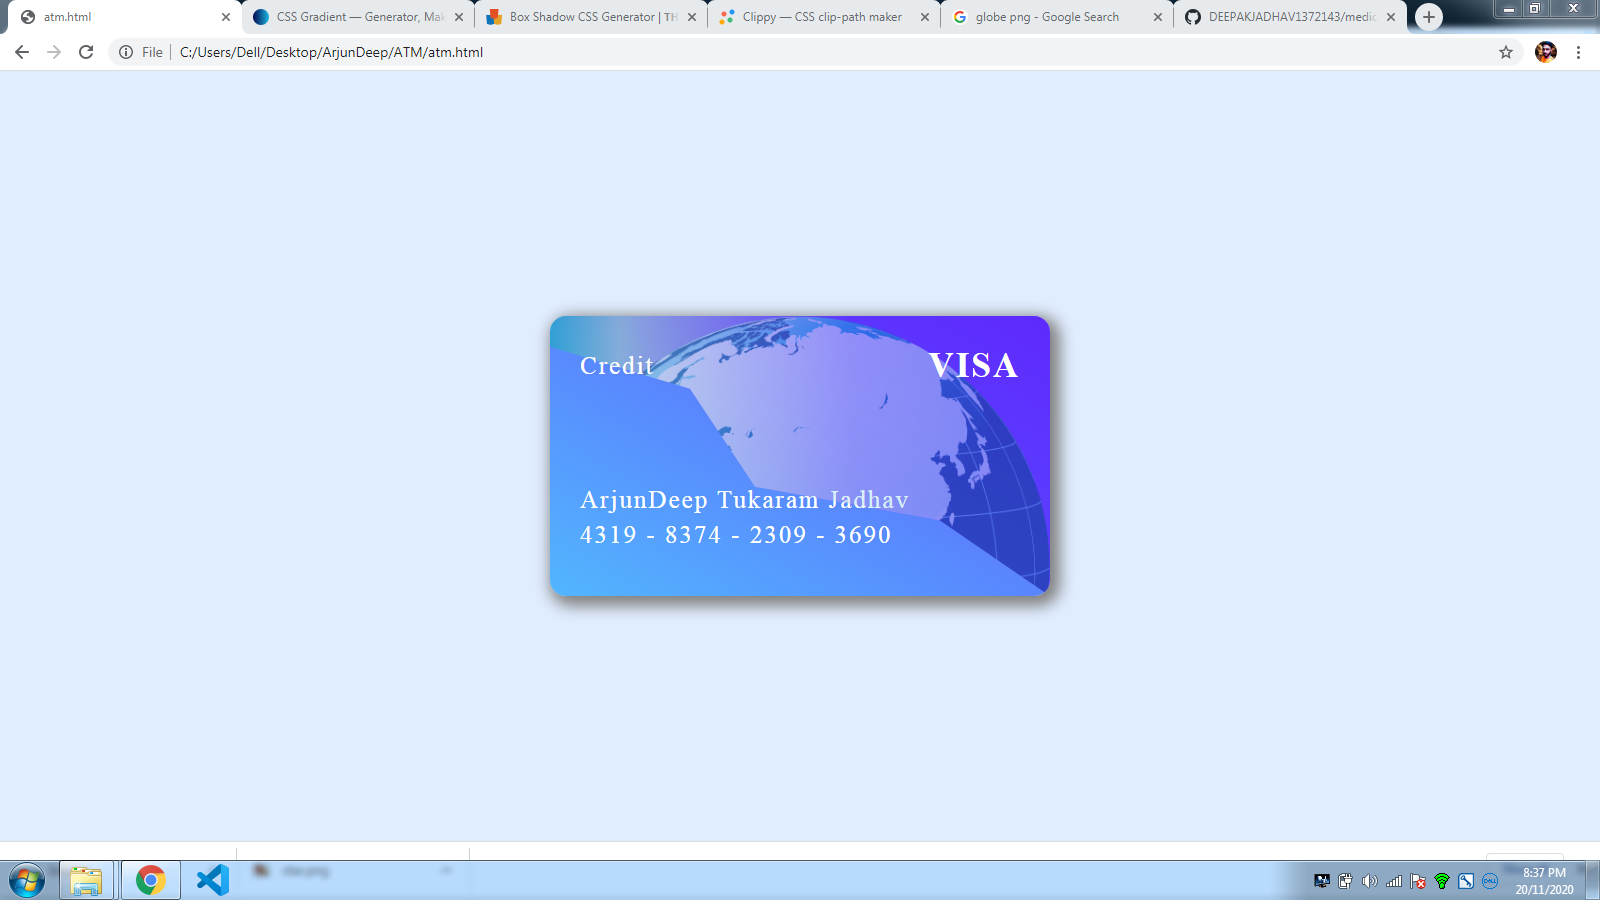 atm.html
CSS Gradient — Generator, Mak
Box Shadow CSS Generator | TH
Clippy — CSS clip-path maker
globe png - Google Search
DEEPAKJADHAV1372143/medic
File
C:/Users/Dell/Desktop/ArjunDeep/ATM/atm.html
Credit
VISA
ArjunDeep Tukaram Jadhav
4319 - 8374 - 2309 - 3690
DELL
8:37 PM
20/11/2020